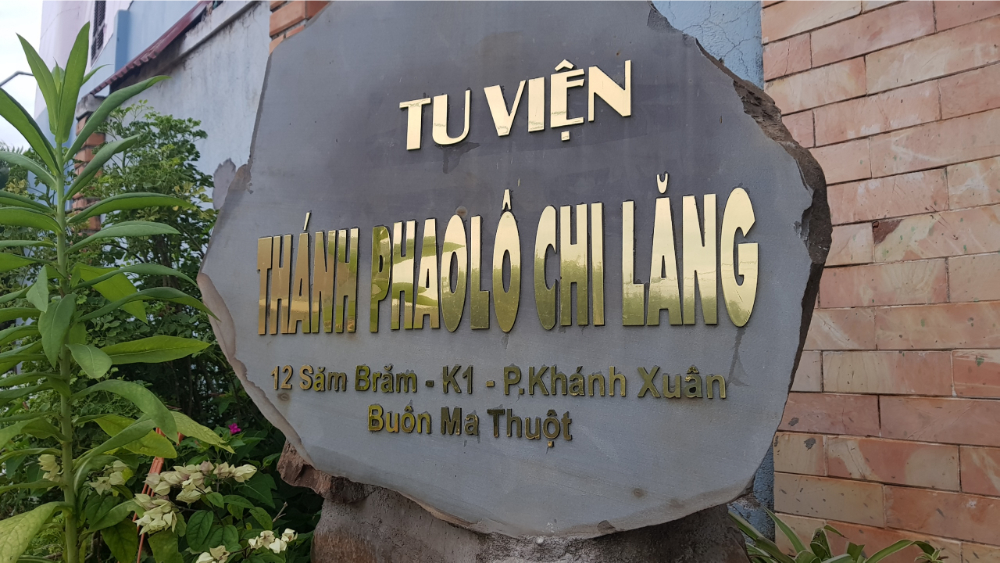 TU VIỆN
THÁNH PHAOLÔ CHI LĂNG
12 Săm Brăm - K1 - P.Khánh Xuân
Buôn Ma Thuột